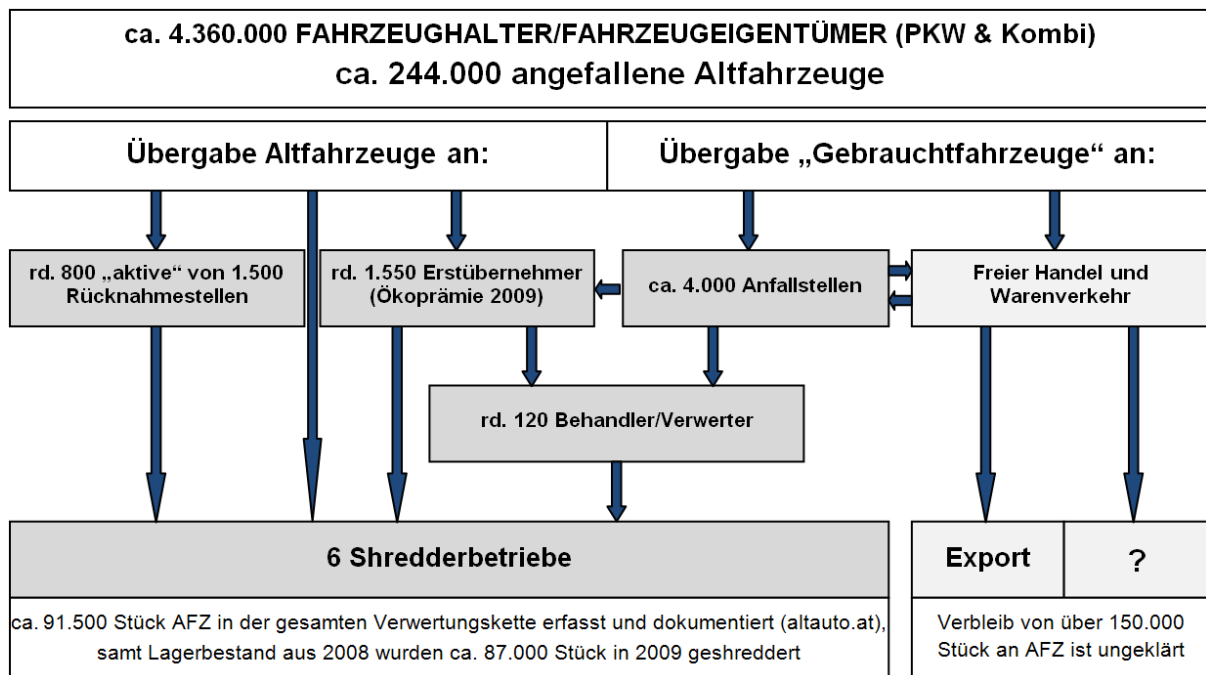 ca. 4.360.000 FAHRZEUGHALTER/FAHRZEUGEIGENTÜMER (PKW & Kombi)
ca. 244.000 angefallene Altfahrzeuge
Übergabe Altfahrzeuge an:
Übergabe „Gebrauchtfahrzeuge“ an:
rd. 800 „aktive“ von 1.500
Rücknahmestellen
rd. 1.550 Erstübernehmer
(Ökoprämie 2009)
ca. 4.000 Anfallstellen
Freier Handel und
Warenverkehr
rd. 120 Behandler/Verwerter
6 Shredderbetriebe
ca. 91.500 Stück AFZ in der gesamten Verwertungskette erfasst und dokumentiert (altauto.at),
samt Lagerbestand aus 2008 wurden ca. 87.000 Stück in 2009 geshreddert
Export
?
Verbleib von über 150.000
Stück an AFZ ist ungeklärt